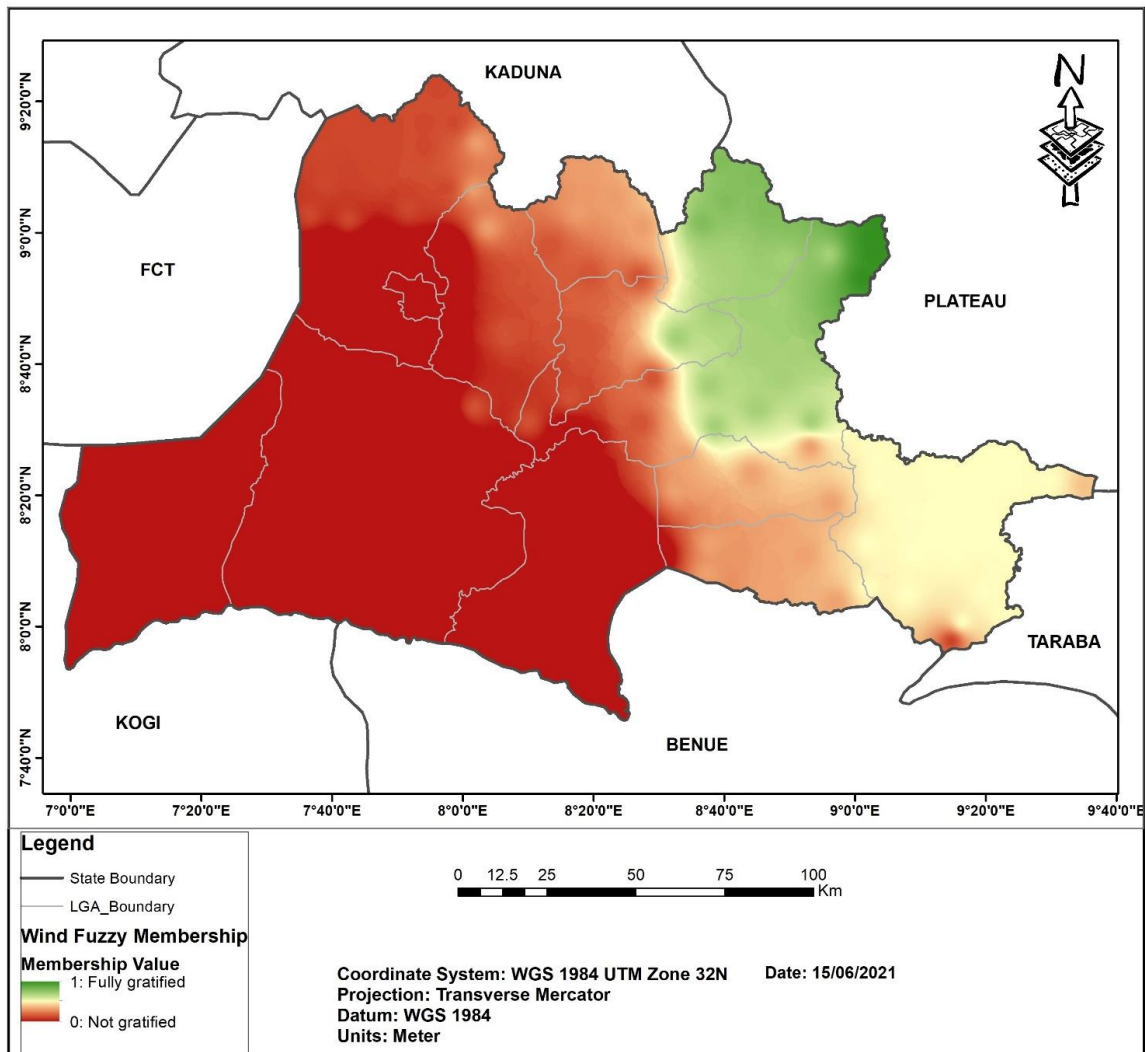 N
KADUNA
FCT
PLATEAU
TARABA
KOGI
BENUE
9°20'0"N
9°0'0"N
8°40'0"N
8°20'0"N
8°0'0"N
7°40'0"N
7°0'0"E
7°20'0"E
7°40'0"E
8°0'0"E
8°20'0"E
8°40'0"E
9°0'0"E
9°20'0"E
9°40'0"E
Legend
State Boundary
LGA_Boundary
Wind Fuzzy Membership
Membership Value
1: Fully gratified
0: Not gratified
0 12.5 25 50 75 100
Km
Coordinate System: WGS 1984 UTM Zone 32N Date: 15/06/2021
Projection: Transverse Mercator
Datum: WGS 1984
Units: Meter